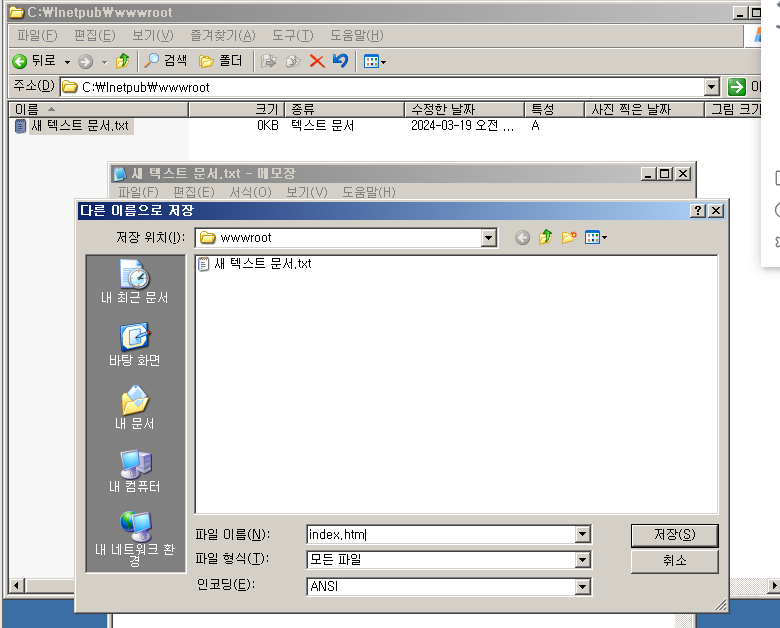 C:₩Inetpub₩wwwroot
파일(F) 편집(E) 보기(V) 즐겨찾기(A) 도구(T) 도움말(H)
뒤로 검색 폴더
주소(D) C:₩Inetpub₩wwwroot
이름 크기 종류 수정한 날짜 특성 사진 찍은 날짜 그림 크기
새 텍스트 문서.txt 0KB 텍스트 문서 2024-03-19 오전 ... A
새 텍스트 문서.txt - 메모장
파일(F) 편집(E) 서식(O) 보기(V) 도움말(H)
다른 이름으로 저장
저장 위치(I): wwwroot
새 텍스트 문서.txt
내 최근 문서
바탕 화면
내 문서
내 컴퓨터
내 네트워크 환
경
파일 이름(N): index.htm 저장(S)
파일 형식(T): 모든 파일 취소
인코딩(E): ANSI